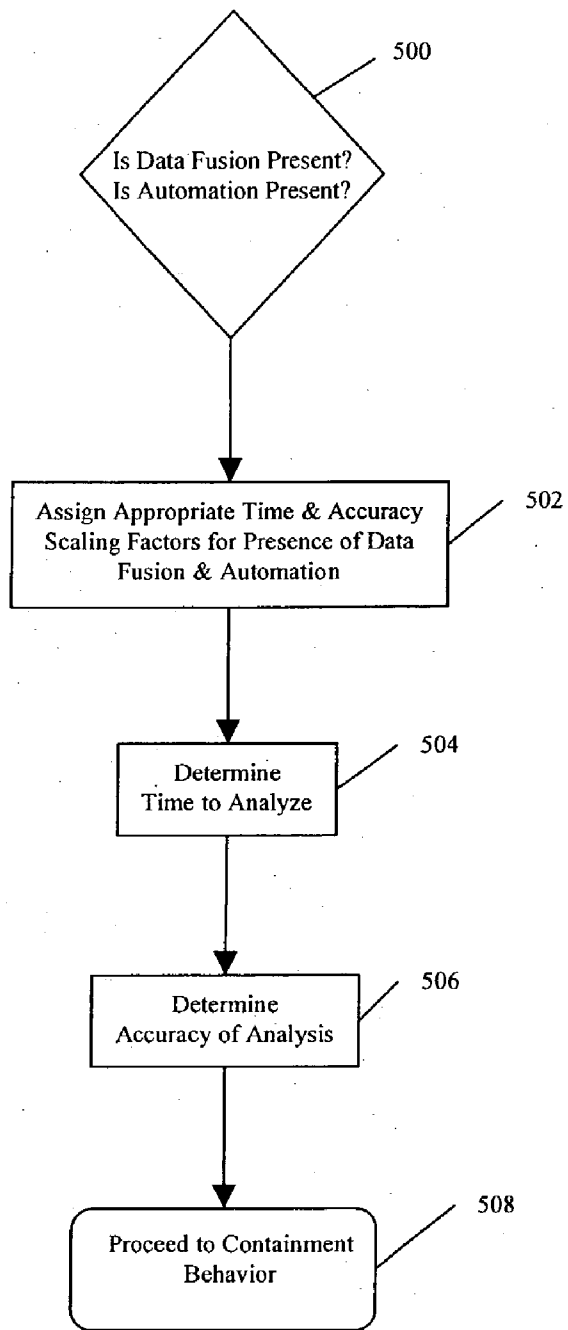 500
Is Data Fusion Present?
Is Automation Present?
502
Assign Appropriate Time & Accuracy
Scaling Factors for Presence of Data
Fusion & Automation
504
Determine
Time to Analyze
506
Determine
Accuracy of Analysis
508
Proceed to Containment
Behavior